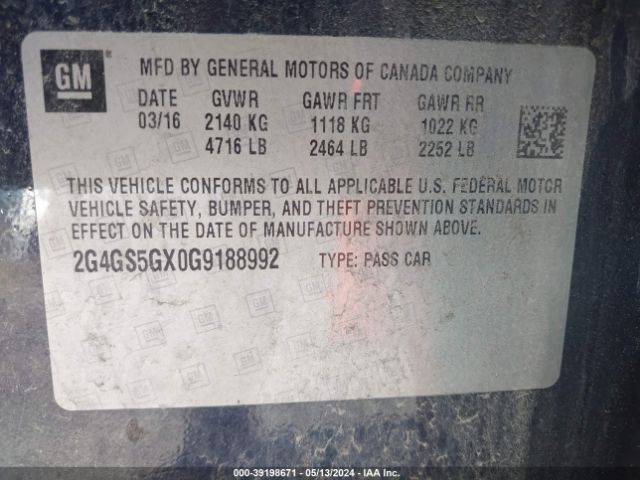 GM
MFD BY GENERAL MOTORS OF CANADA COMPANY
DATE GVWR GAWR FRT GAWR RR
03/16 2140 KG 1118 KG 1022 KG
4716 LB 2464 LB 2252 LB
THIS VEHICLE CONFORMS TO ALL APPLICABLE U.S. FEDERAL MOTOR
VEHICLE SAFETY, BUMPER, AND THEFT PREVENTION STANDARDS IN
EFFECT ON THE DATE OF MANUFACTURE SHOWN ABOVE.
2G4GS5GX0G9188992 TYPE: PASS CAR
000-39198671 - 05/13/2024 - IAA Inc.